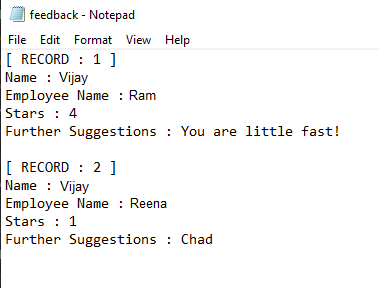 feedback - Notepad
File Edit Format View Help
[ RECORD : 1 ]
Name : Vijay
Employee Name : Ram
Stars : 4
Further Suggestions : You are little fast!
[ RECORD : 2 ]
Name : Vijay
Employee Name : Reena
Stars : 1
Further Suggestions : Chad